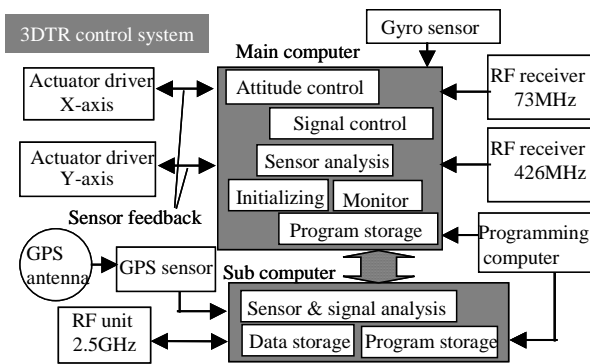 3DTR control system
Gyro sensor
Main computer
Actuator driver
X-axis
Attitude control
RF receiver
73MHz
Signal control
Actuator driver
Y-axis
Sensor analysis
RF receiver
426MHz
Initializing
Monitor
Sensor feedback
Program storage
Programming
computer
GPS
antenna
GPS sensor
Sub computer
Sensor & signal analysis
RF unit
2.5GHz
Data storage
Program storage